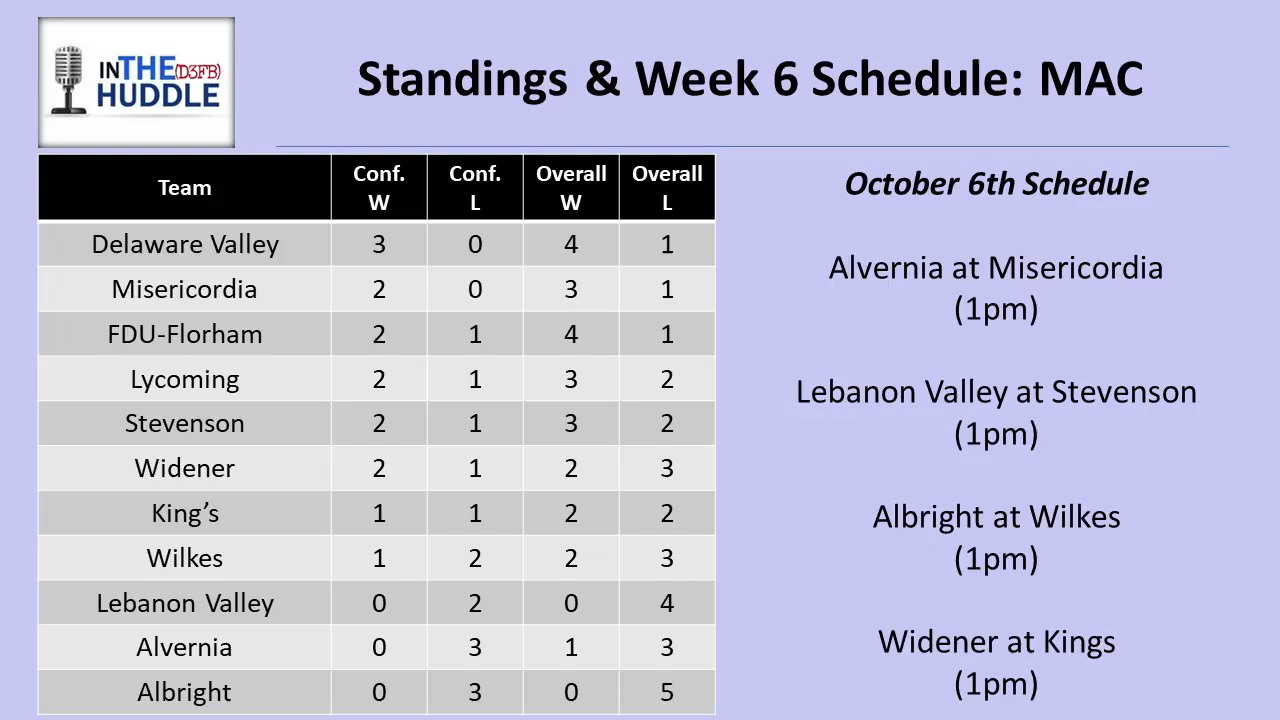 INTHE(D3FB)
HUDDLE
Standings & Week 6 Schedule: MAC
Team Conf. W Conf. L Overall W Overall L
Delaware Valley 3 0 4 1
Misericordia 2 0 3 1
FDU-Florham 2 1 4 1
Lycoming 2 1 3 2
Stevenson 2 1 3 2
Widener 2 1 2 3
King’s 1 1 2 2
Wilkes 1 2 2 3
Lebanon Valley 0 2 0 4
Alvernia 0 3 1 3
Albright 0 3 0 5
October 6th Schedule
Alvernia at Misericordia
(1pm)
Lebanon Valley at Stevenson
(1pm)
Albright at Wilkes
(1pm)
Widener at Kings
(1pm)